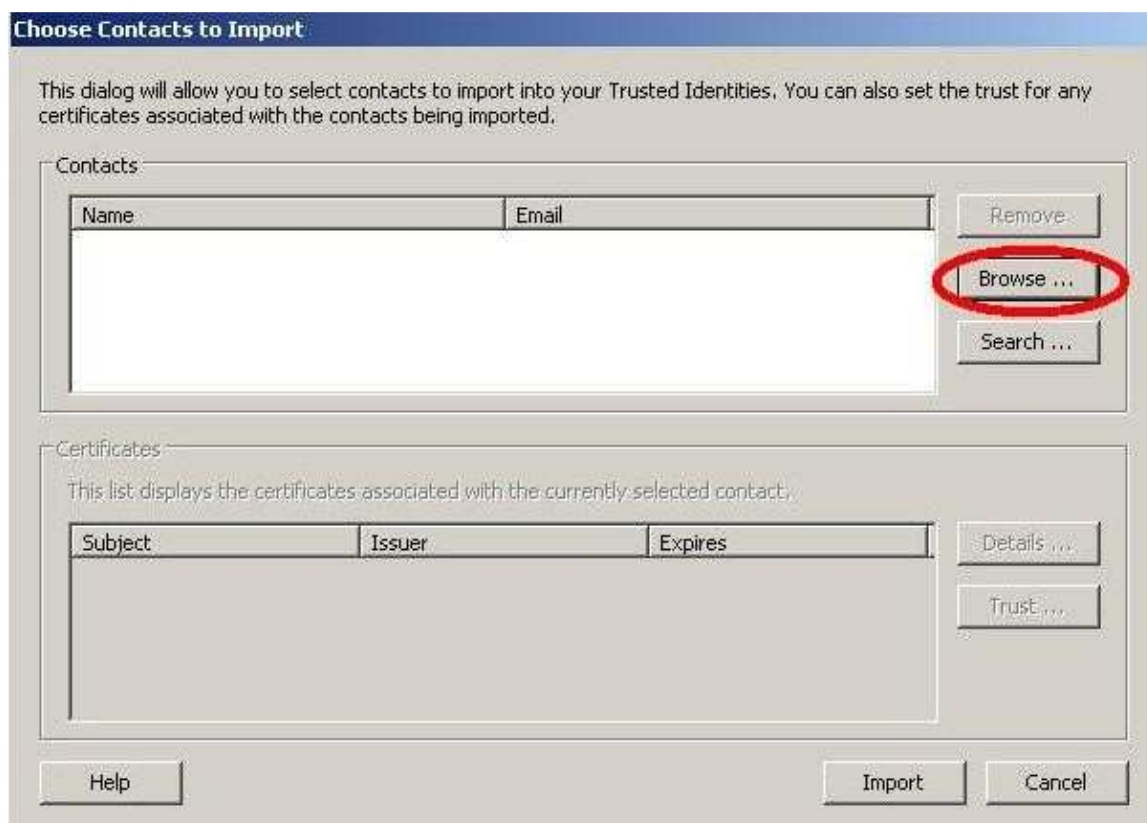 Choose Contacts to Import
This dialog will allow you to select contacts to import into your Trusted Identities. You can also set the trust for any
certificates associated with the contacts being imported.
Contacts
Name Email
Remove
Browse ...
Search ...
Certificates
This list displays the certificates associated with the currently selected contact.
Subject Issuer Expires
Details ...
Trust ...
Help Import Cancel